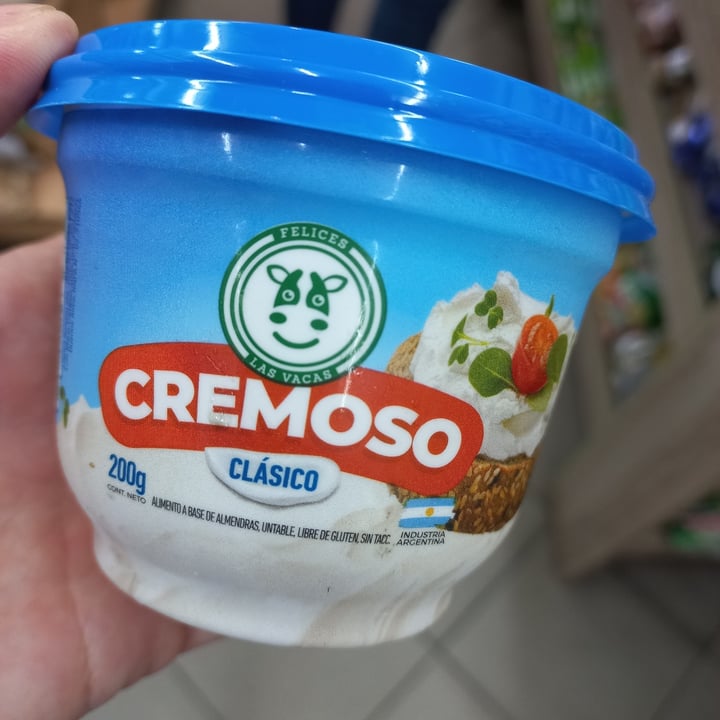 FELICES
LAS VACAS
CREMOSO
CLÁSICO
200g
CONT. NETO
ALIMENTO A BASE DE ALMENDRAS, UNTABLE, LIBRE DE GLUTEN, SIN TACC.
INDUSTRIA
ARGENTINA